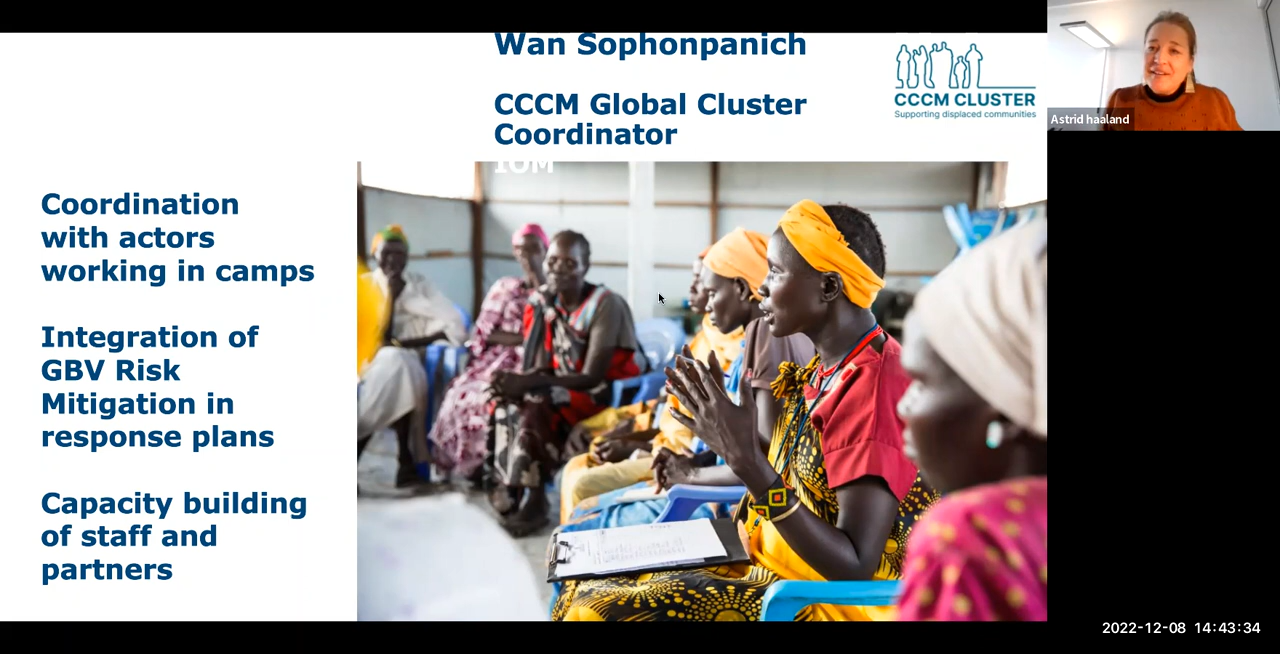 Wan Sophonpanich
CCCM Global Cluster
Coordinator
IOM
CCCM CLUSTER
Supporting displaced communities
Astrid haaland
Coordination
with actors
working in camps
Integration of
GBV Risk
Mitigation in
response plans
Capacity building
of staff and
partners
2022-12-08 14:43:34